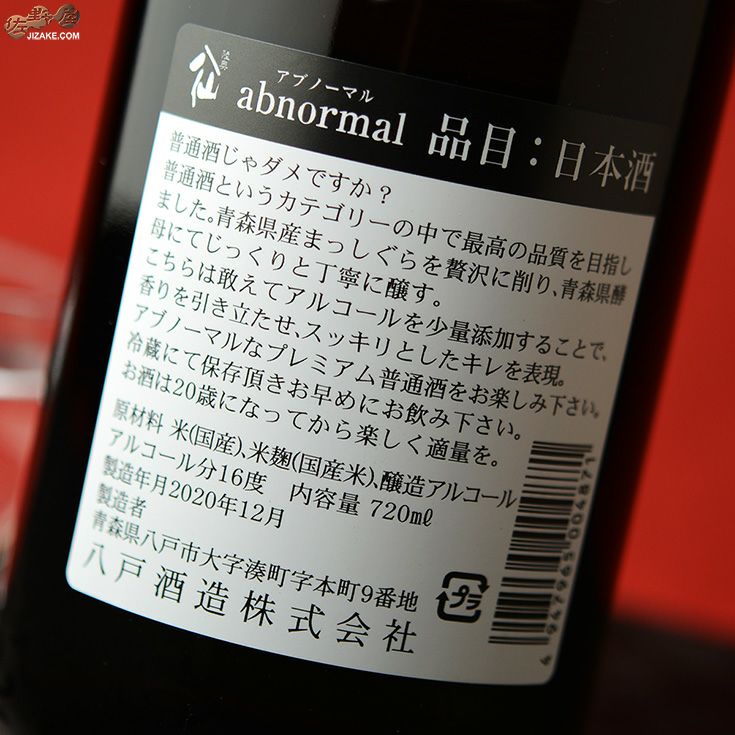 佐野屋
JIZAKE.COM
陸奥
八仙
アブノーマル
abnormal 品目：日本酒
普通酒じゃダメですか？
普通酒というカテゴリーの中で最高の品質を目指し
ました。青森県産まっしぐらを贅沢に削り、青森県酵
母にてじっくりと丁寧に醸す。
こちらは敢えてアルコールを少量添加することで、
香りを引き立たせ、スッキリとしたキレを表現。
アブノーマルなプレミアム普通酒をお楽しみ下さい。
冷蔵にて保存頂きお早めにお飲み下さい。
お酒は20歳になってから楽しく適量を。
原材料 米(国産)、米麹(国産米)、醸造アルコール
アルコール分16度 内容量 720mℓ
製造年月2020年12月
製造者
青森県八戸市大字湊町字本町9番地
八戸酒造株式会社
プラ